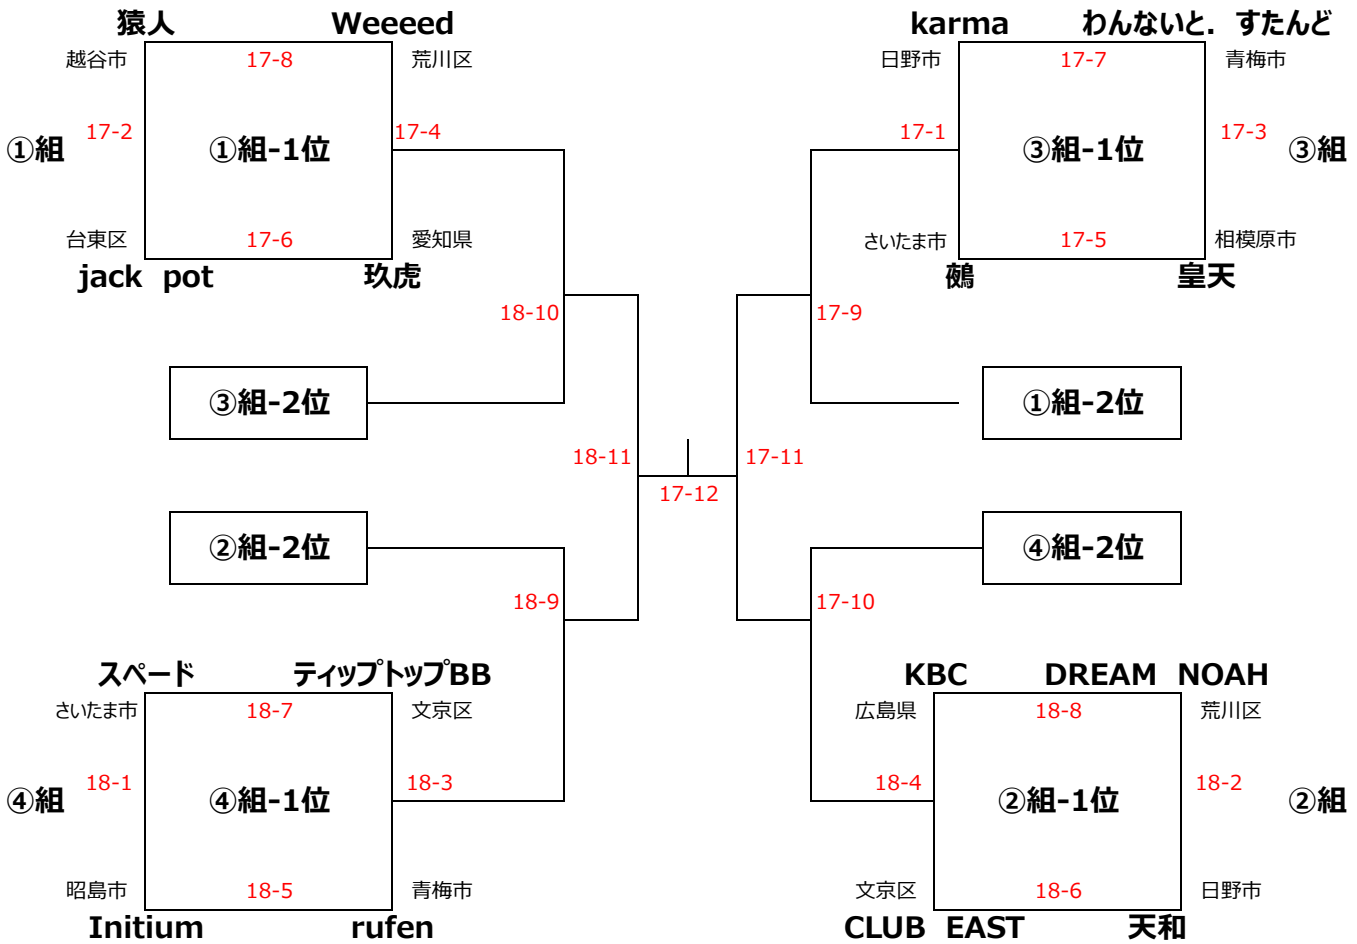 猿人 Weeeed karma わんないと．すたんど
越谷市 17-8 荒川区 日野市 17-7 青梅市
①組 17-2 ①組-1位 17-4 17-1 ③組-1位 17-3 ③組
台東区 17-6 愛知県 さいたま市 17-5 相模原市
jack pot 玖虎 鵺 皇天
18-10 17-9
③組-2位 ①組-2位
18-11 17-11
17-12
②組-2位 ④組-2位
18-9 17-10
スペード ティップトップBB KBC DREAM NOAH
さいたま市 18-7 文京区 広島県 18-8 荒川区
④組 18-1 ④組-1位 18-3 18-4 ②組-1位 18-2 ②組
昭島市 18-5 青梅市 文京区 18-6 日野市
Initium rufen CLUB EAST 天和